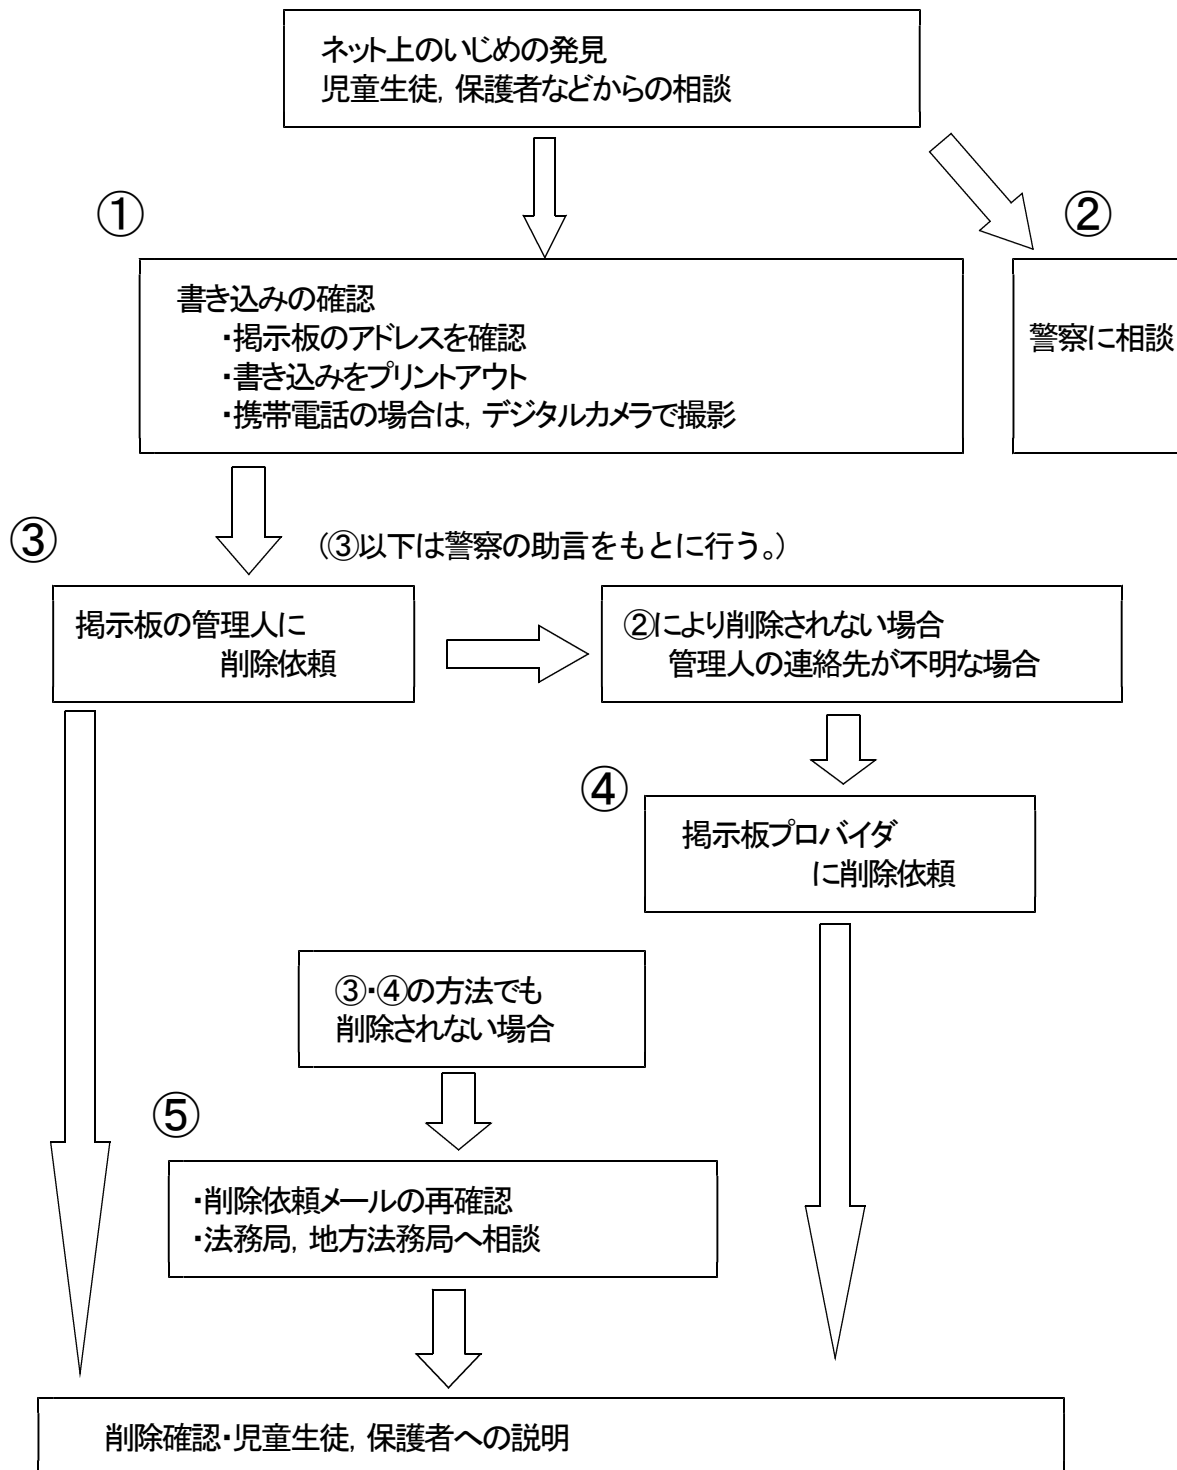 ネット上のいじめの発見
児童生徒, 保護者などからの相談
①
②
書き込みの確認
・掲示板のアドレスを確認
・書き込みをプリントアウト
・携帯電話の場合は, デジタルカメラで撮影
警察に相談
③
(③以下は警察の助言をもとに行う。)
掲示板の管理人に
削除依頼
②により削除されない場合
管理人の連絡先が不明な場合
④
掲示板プロバイダ
に削除依頼
③・④の方法でも
削除されない場合
⑤
・削除依頼メールの再確認
・法務局, 地方法務局へ相談
削除確認・児童生徒, 保護者への説明